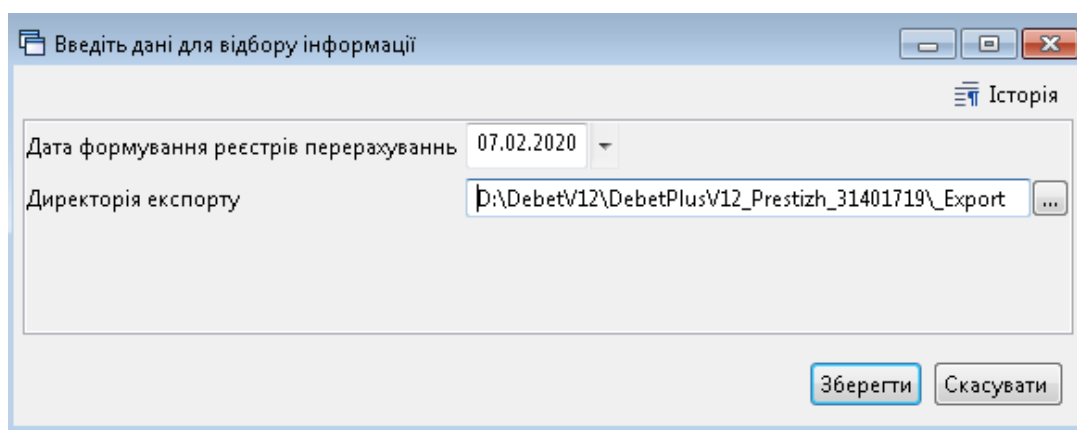 Введіть дані для відбору інформації
Історія
Дата формування реєстрів перерахуваннь 07.02.2020
Директорія експорту D:\DebetV12\DebetPlusV12_Prestizh_31401719\_Export ...
Зберегти Скасувати